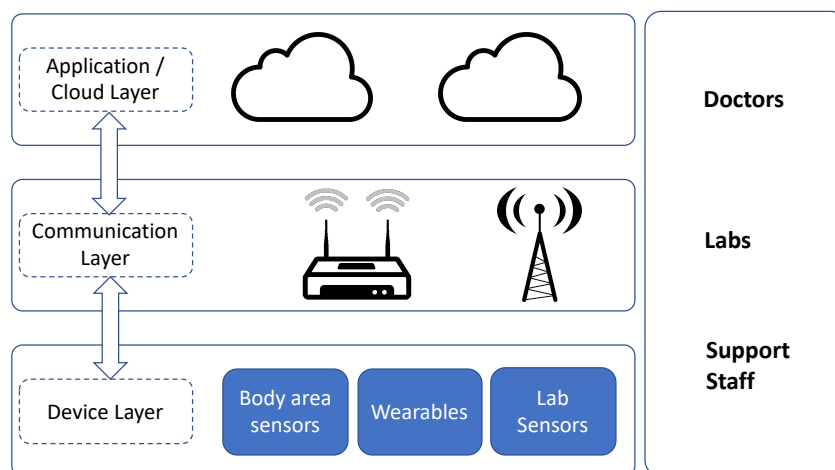 Application /
Cloud Layer
Communication
Layer
Device Layer
Body area
sensors
Wearables
Lab
Sensors
Doctors
Labs
Support
Staff